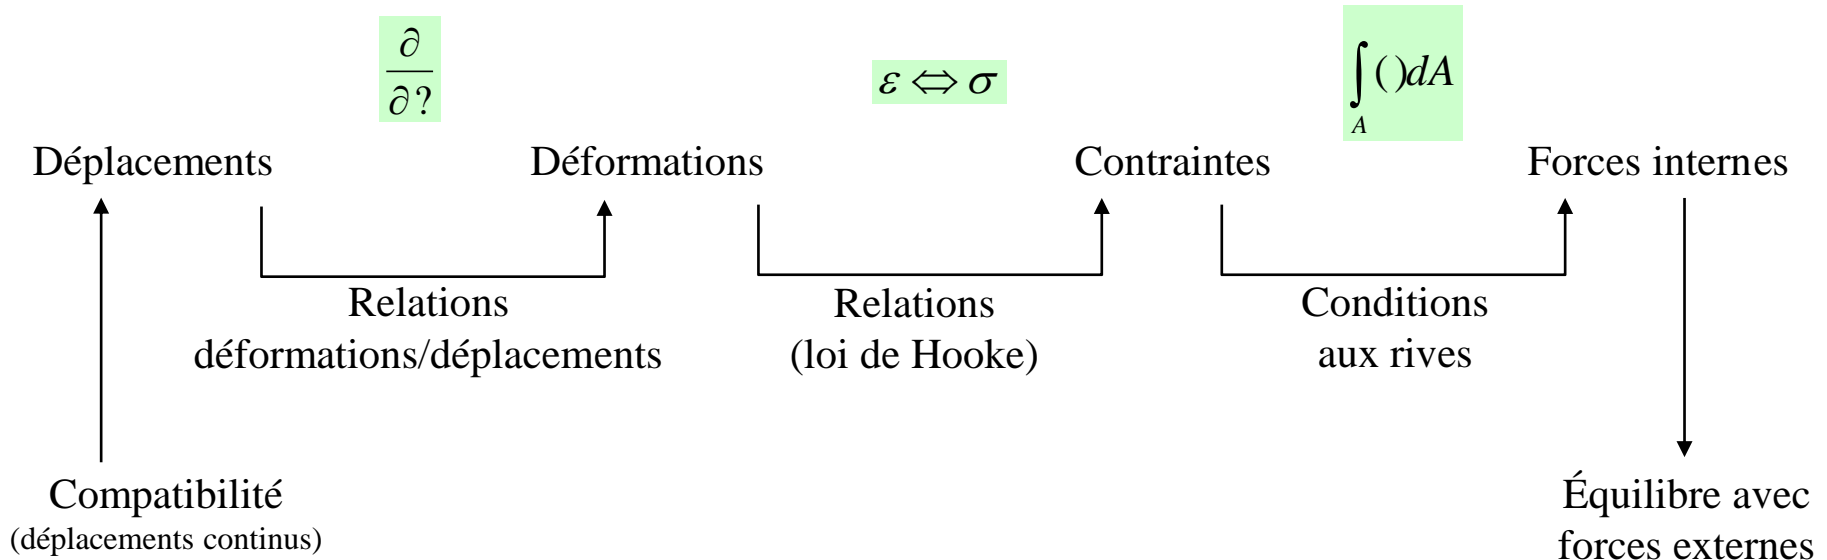 ∂
∂?
ε ⇔ σ
∫ ( )dA
A
Déplacements
Déformations
Contraintes
Forces internes
Relations
déformations/déplacements
Relations
(loi de Hooke)
Conditions
aux rives
Compatibilité
(déplacements continus)
Équilibre avec
forces externes